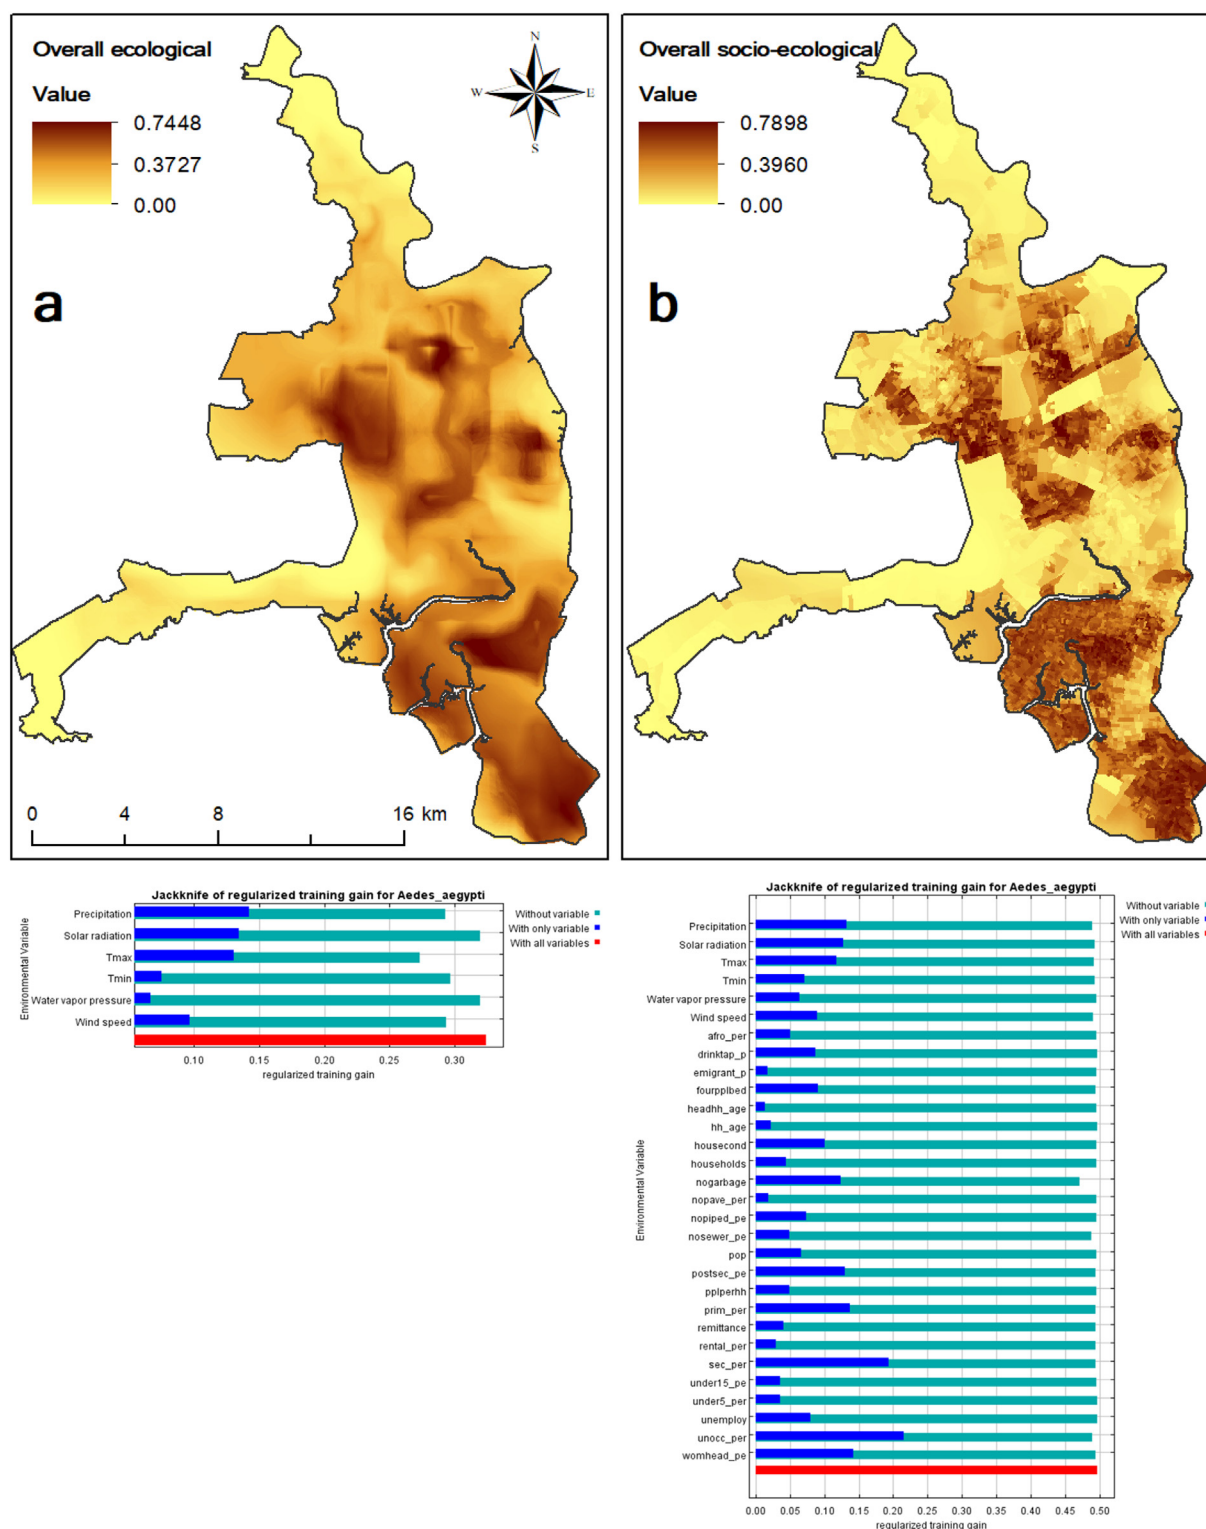 Overall ecological
Value
0.7448
0.3727
0.00
N
W
E
S
a
0
4
8
16 km
Overall socio-ecological
Value
0.7898
0.3960
0.00
b
Jackknife of regularized training gain for Aedes_aegypti
Environmental Variable
Precipitation
Solar radiation
Tmax
Tmin
Water vapor pressure
Wind speed
Without variable
With only variable
With all variables
0.10
0.15
0.20
0.25
0.30
regularized training gain
Jackknife of regularized training gain for Aedes_aegypti
Environmental Variable
Precipitation
Solar radiation
Tmax
Tmin
Water vapor pressure
Wind speed
afro_per
drinktap_p
emigrant_p
fourpplbed
headhh_age
hh_age
housecond
households
nogarbage
nopave_per
nopiped_pe
nosewer_pe
pop
postsec_pe
pplperhh
prim_per
remittance
rental_per
sec_per
under15_pe
under5_per
unemploy
unocc_per
womhead_pe
Without variable
With only variable
With all variables
0.00
0.05
0.10
0.15
0.20
0.25
0.30
0.35
0.40
0.45
0.50
regularized training gain